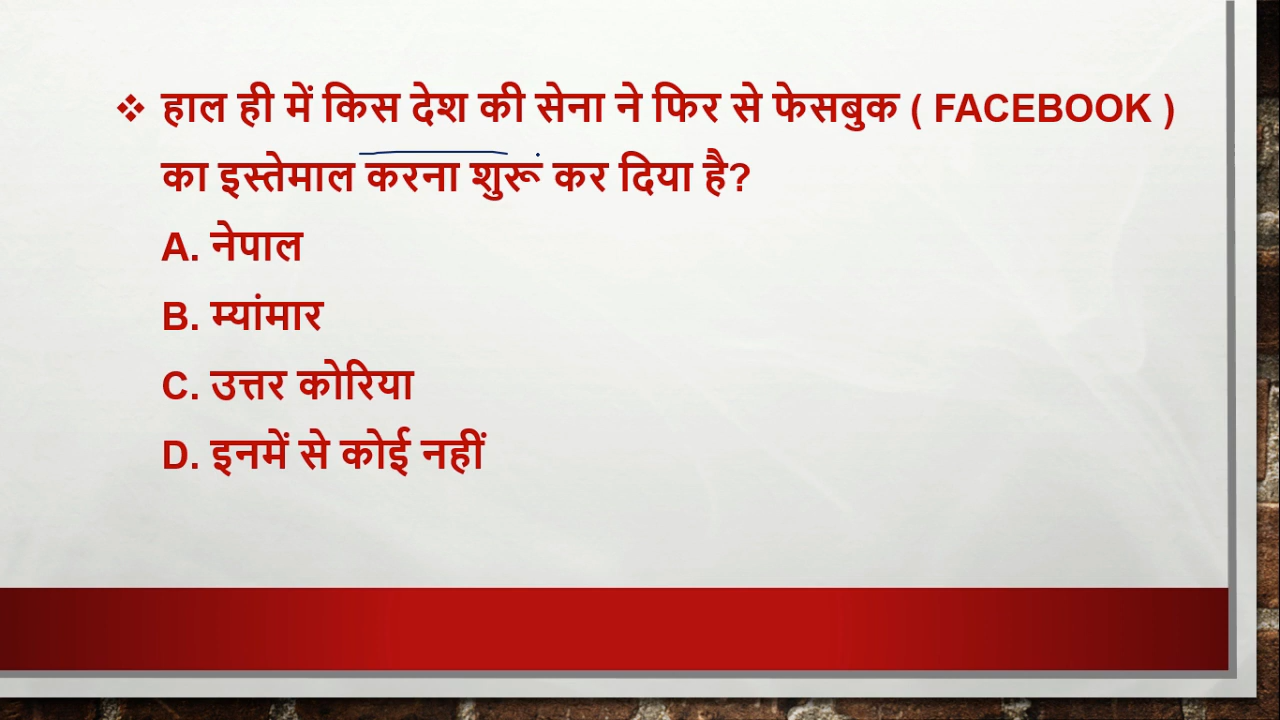 ❖ हाल ही में किस देश की सेना ने फिर से फेसबुक ( FACEBOOK )
का इस्तेमाल करना शुरू कर दिया है?
A. नेपाल
B. म्यांमार
C. उत्तर कोरिया
D. इनमें से कोई नहीं